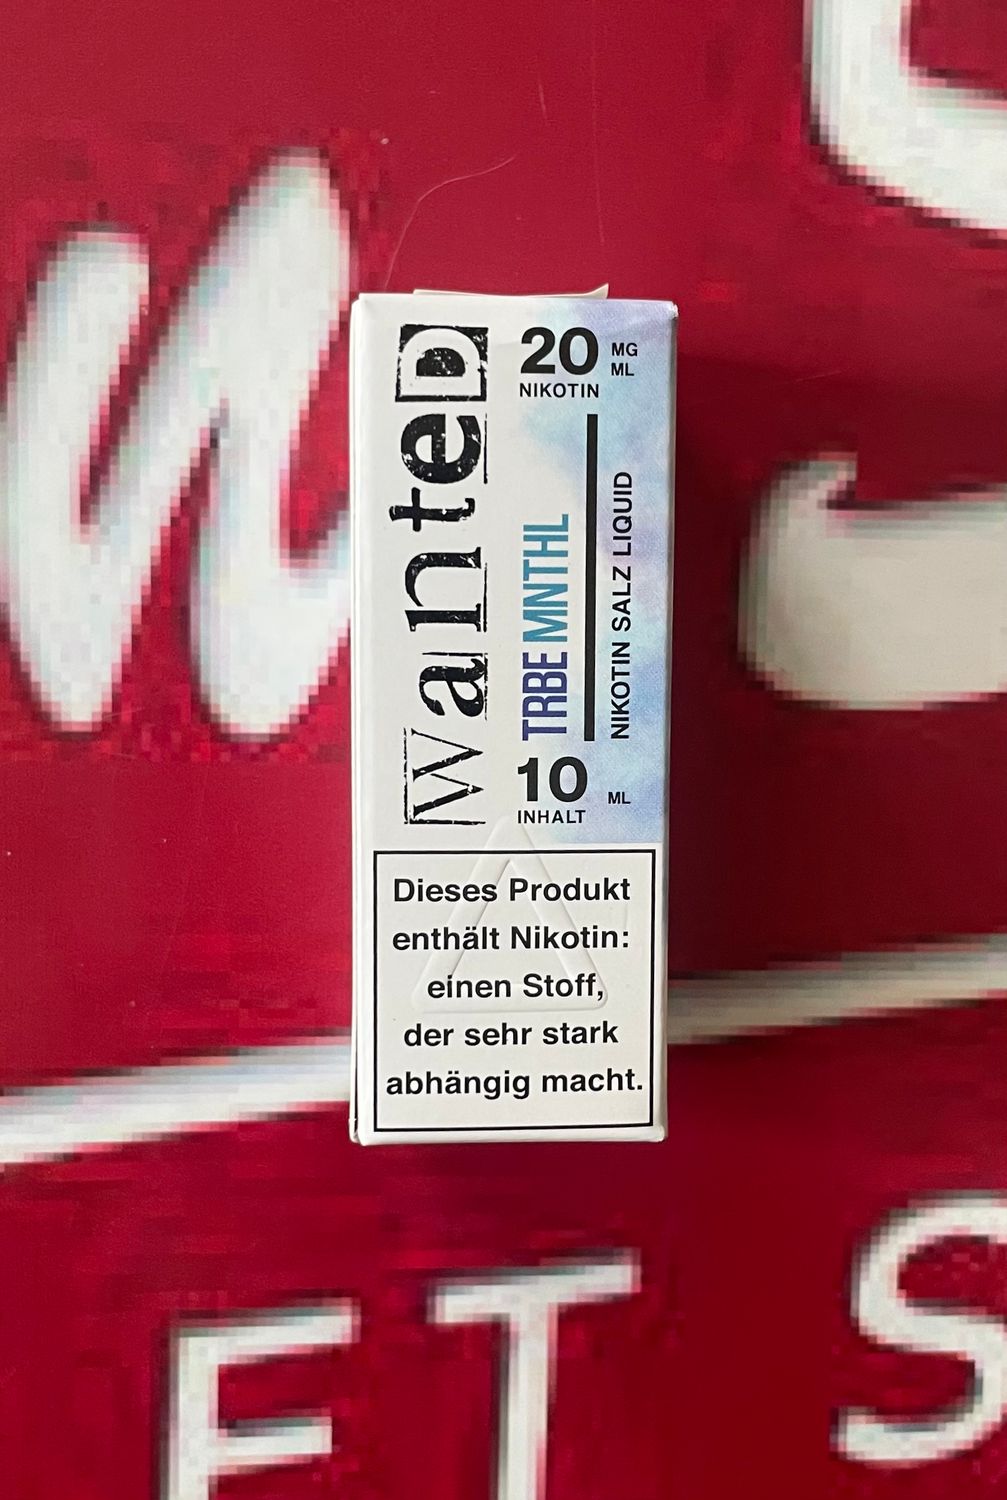 Wanted
20 MG
ML
NIKOTIN
TRBE MNTHL
NIKOTIN SALZ LIQUID
10 ML
INHALT
Dieses Produkt
enthält Nikotin:
einen Stoff,
der sehr stark
abhängig macht.
ETS